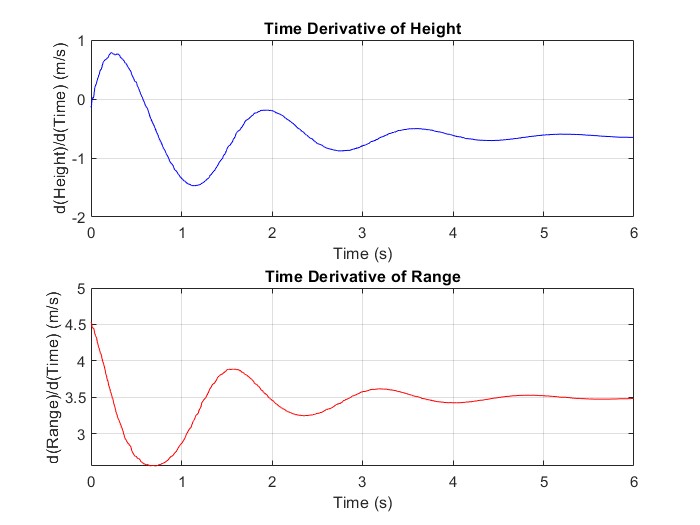 Time Derivative of Height
d(Height)/d(Time) (m/s)
1
0
-1
-2
0 1 2 3 4 5 6
Time (s)
Time Derivative of Range
d(Range)/d(Time) (m/s)
5
4.5
4
3.5
3
0 1 2 3 4 5 6
Time (s)